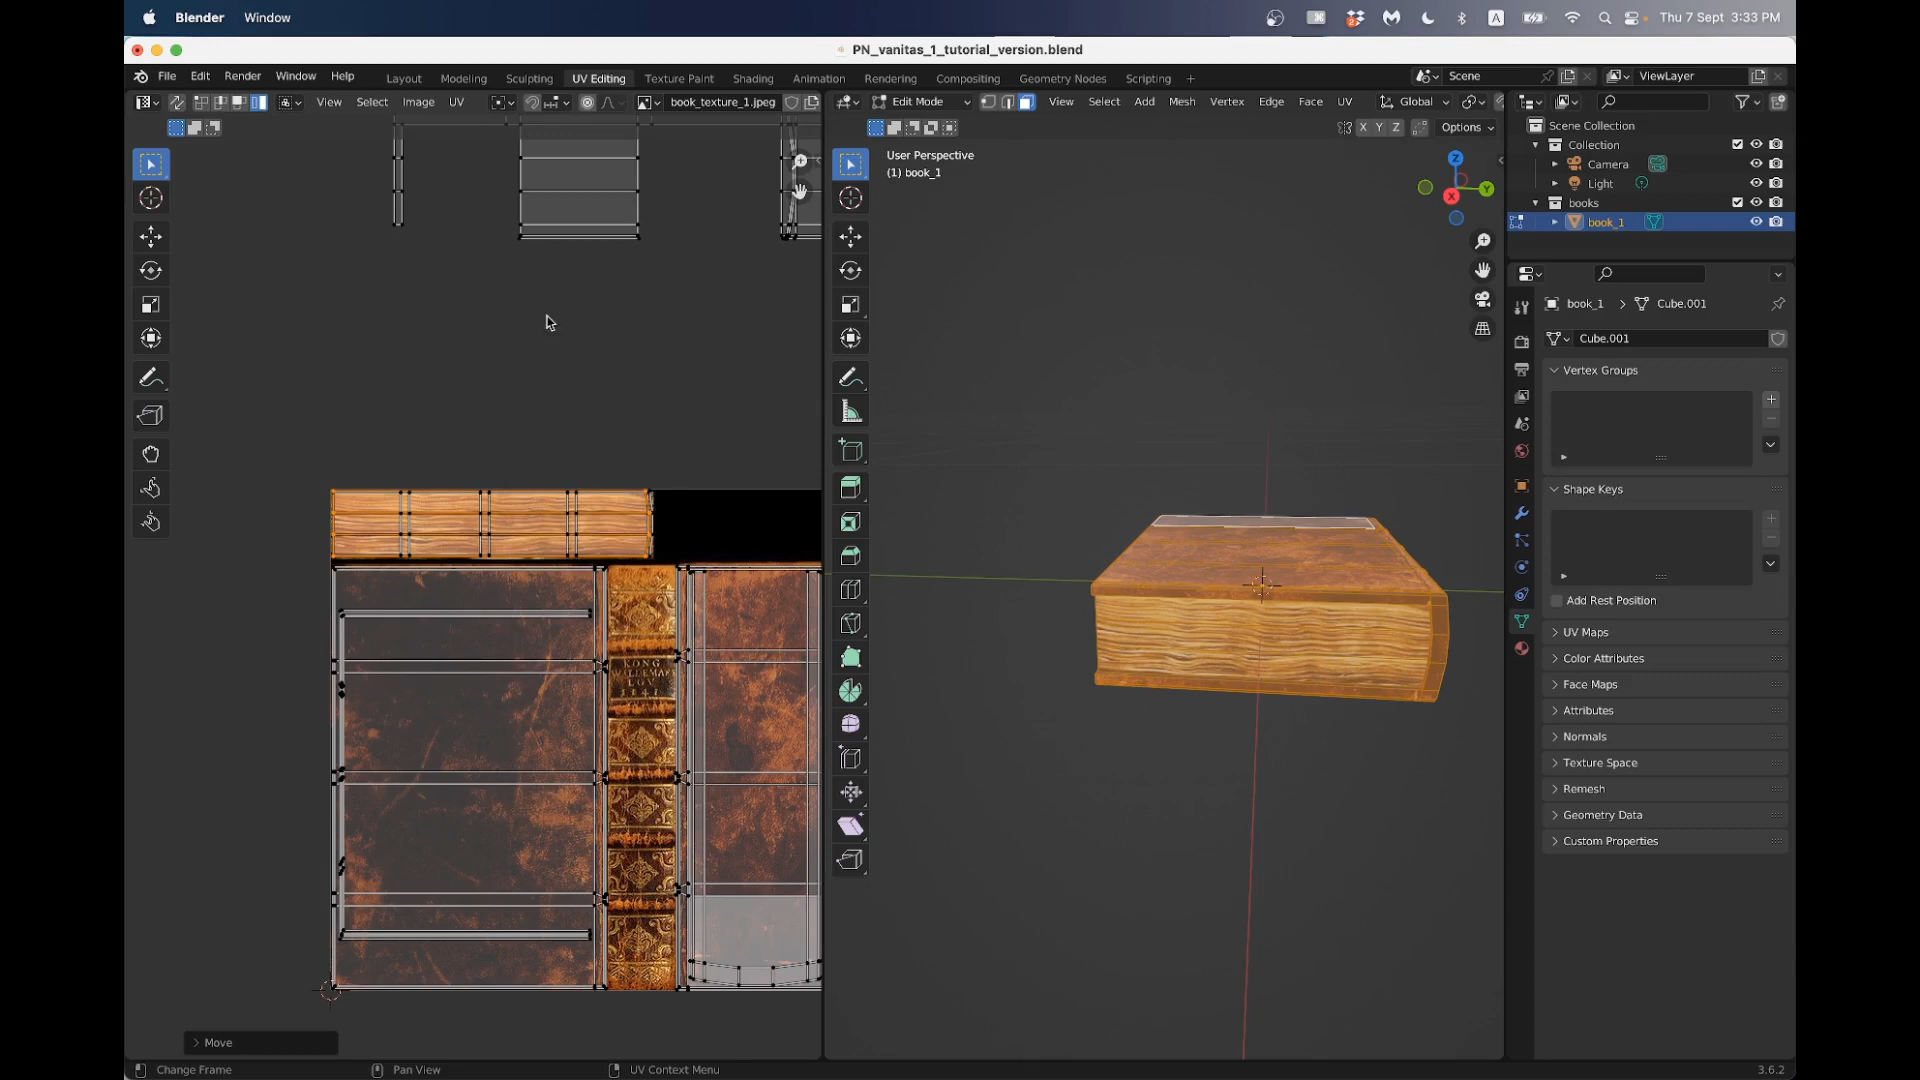 Blender Window
Thu 7 Sept 3:33 PM
PN_vanitas_1_tutorial_version.blend
File Edit Render Window Help
Layout Modeling Sculpting UV Editing Texture Paint Shading Animation Rendering Compositing Geometry Nodes Scripting +
Scene
ViewLayer
View Select Image UV
book_texture_1.jpeg
Edit Mode
View Select Add Mesh Vertex Edge Face UV
Global
X Y Z
Options
User Perspective
(1) book_1
Z
Y
X
Scene Collection
Collection
Camera
Light
books
book_1
book_1 > Cube.001
Cube.001
Vertex Groups
Shape Keys
Add Rest Position
UV Maps
Color Attributes
Face Maps
Attributes
Normals
Texture Space
Remesh
Geometry Data
Custom Properties
KONG
Move
Change Frame
Pan View
UV Context Menu
3.6.2